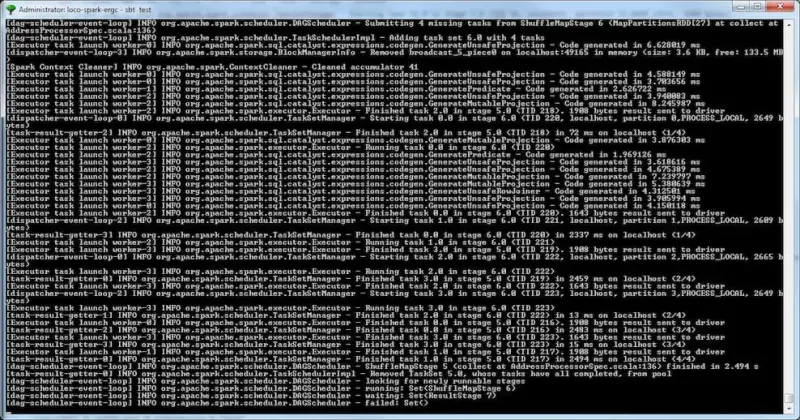 Administrator: loco-spark-ergc - sbt test
[dag-scheduler-event-loop] INFO org.apache.spark.scheduler.DAGScheduler - Submitting 4 missing tasks from ShuffleMapStage 6 (MapPartitionsRDD[27] at collect at
AddressProcessorSpec.scala:136)
[dag-scheduler-event-loop] INFO org.apache.spark.scheduler.TaskSchedulerImpl - Adding task set 6.0 with 4 tasks
[Executor task launch worker-0] INFO org.apache.spark.sql.catalyst.expressions.codegen.GenerateUnsafeProjection - Code generated in 6.628019 ms
[dispatcher-event-loop-3] INFO org.apache.spark.storage.BlockManagerInfo - Removed broadcast_5_piece0 on localhost:49165 in memory (size: 3.6 KB, free: 133.5 MB
)
[Spark Context Cleaner] INFO org.apache.spark.ContextCleaner - Cleaned accumulator 41
[Executor task launch worker-0] INFO org.apache.spark.sql.catalyst.expressions.codegen.GenerateUnsafeProjection - Code generated in 4.588149 ms
[Executor task launch worker-0] INFO org.apache.spark.sql.catalyst.expressions.codegen.GenerateMutableProjection - Code generated in 3.703656 ms
[Executor task launch worker-2] INFO org.apache.spark.sql.catalyst.expressions.codegen.GeneratePredicate - Code generated in 2.626722 ms
[Executor task launch worker-3] INFO org.apache.spark.sql.catalyst.expressions.codegen.GenerateUnsafeProjection - Code generated in 3.940083 ms
[Executor task launch worker-2] INFO org.apache.spark.sql.catalyst.expressions.codegen.GenerateMutableProjection - Code generated in 8.245987 ms
[Executor task launch worker-2] INFO org.apache.spark.executor.Executor - Finished task 2.0 in stage 5.0 (TID 218). 1908 bytes result sent to driver
[dispatcher-event-loop-0] INFO org.apache.spark.scheduler.TaskSetManager - Starting task 0.0 in stage 6.0 (TID 220, localhost, partition 0,PROCESS_LOCAL, 2649 b
ytes)
[task-result-getter-2] INFO org.apache.spark.scheduler.TaskSetManager - Finished task 2.0 in stage 5.0 (TID 218) in 72 ms on localhost (1/4)
[Executor task launch worker-0] INFO org.apache.spark.sql.catalyst.expressions.codegen.GenerateMutableProjection - Code generated in 3.876303 ms
[Executor task launch worker-2] INFO org.apache.spark.executor.Executor - Running task 0.0 in stage 6.0 (TID 220)
[Executor task launch worker-2] INFO org.apache.spark.sql.catalyst.expressions.codegen.GeneratePredicate - Code generated in 1.969126 ms
[Executor task launch worker-3] INFO org.apache.spark.sql.catalyst.expressions.codegen.GenerateUnsafeProjection - Code generated in 3.618616 ms
[Executor task launch worker-0] INFO org.apache.spark.sql.catalyst.expressions.codegen.GenerateUnsafeProjection - Code generated in 4.675389 ms
[Executor task launch worker-2] INFO org.apache.spark.sql.catalyst.expressions.codegen.GenerateMutableProjection - Code generated in 7.239797 ms
[Executor task launch worker-3] INFO org.apache.spark.sql.catalyst.expressions.codegen.GenerateMutableProjection - Code generated in 5.380639 ms
[Executor task launch worker-3] INFO org.apache.spark.sql.catalyst.expressions.codegen.GenerateUnsafeRowJoiner - Code generated in 4.312501 ms
[Executor task launch worker-3] INFO org.apache.spark.sql.catalyst.expressions.codegen.GenerateUnsafeProjection - Code generated in 3.905994 ms
[Executor task launch worker-3] INFO org.apache.spark.sql.catalyst.expressions.codegen.GenerateUnsafeProjection - Code generated in 4.150118 ms
[Executor task launch worker-2] INFO org.apache.spark.executor.Executor - Finished task 0.0 in stage 6.0 (TID 220). 1643 bytes result sent to driver
[dispatcher-event-loop-2] INFO org.apache.spark.scheduler.TaskSetManager - Starting task 1.0 in stage 6.0 (TID 221, localhost, partition 1,PROCESS_LOCAL, 2609 b
ytes)
[task-result-getter-3] INFO org.apache.spark.scheduler.TaskSetManager - Finished task 0.0 in stage 6.0 (TID 220) in 2337 ms on localhost (1/4)
[Executor task launch worker-2] INFO org.apache.spark.executor.Executor - Running task 1.0 in stage 6.0 (TID 221)
[Executor task launch worker-3] INFO org.apache.spark.executor.Executor - Finished task 3.0 in stage 5.0 (TID 219). 1908 bytes result sent to driver
[dispatcher-event-loop-0] INFO org.apache.spark.scheduler.TaskSetManager - Starting task 2.0 in stage 6.0 (TID 222, localhost, partition 2,PROCESS_LOCAL, 2665 b
ytes)
[Executor task launch worker-3] INFO org.apache.spark.executor.Executor - Running task 2.0 in stage 6.0 (TID 222)
[task-result-getter-1] INFO org.apache.spark.scheduler.TaskSetManager - Finished task 3.0 in stage 5.0 (TID 219) in 2459 ms on localhost (2/4)
[Executor task launch worker-3] INFO org.apache.spark.executor.Executor - Finished task 2.0 in stage 6.0 (TID 222). 1643 bytes result sent to driver
[dispatcher-event-loop-2] INFO org.apache.spark.scheduler.TaskSetManager - Starting task 3.0 in stage 6.0 (TID 223, localhost, partition 3,PROCESS_LOCAL, 2649 b
ytes)
[Executor task launch worker-3] INFO org.apache.spark.executor.Executor - Running task 3.0 in stage 6.0 (TID 223)
[task-result-getter-2] INFO org.apache.spark.scheduler.TaskSetManager - Finished task 2.0 in stage 6.0 (TID 222) in 13 ms on localhost (2/4)
[Executor task launch worker-0] INFO org.apache.spark.executor.Executor - Finished task 0.0 in stage 5.0 (TID 216). 1908 bytes result sent to driver
[task-result-getter-0] INFO org.apache.spark.scheduler.TaskSetManager - Finished task 0.0 in stage 5.0 (TID 216) in 2483 ms on localhost (3/4)
[Executor task launch worker-3] INFO org.apache.spark.executor.Executor - Finished task 3.0 in stage 6.0 (TID 223). 1643 bytes result sent to driver
[task-result-getter-3] INFO org.apache.spark.scheduler.TaskSetManager - Finished task 3.0 in stage 6.0 (TID 223) in 15 ms on localhost (3/4)
[Executor task launch worker-1] INFO org.apache.spark.executor.Executor - Finished task 1.0 in stage 5.0 (TID 217). 1908 bytes result sent to driver
[task-result-getter-1] INFO org.apache.spark.scheduler.TaskSetManager - Finished task 1.0 in stage 5.0 (TID 217) in 2494 ms on localhost (4/4)
[dag-scheduler-event-loop] INFO org.apache.spark.scheduler.DAGScheduler - ShuffleMapStage 5 (collect at AddressProcessorSpec.scala:136) finished in 2.494 s
[task-result-getter-1] INFO org.apache.spark.scheduler.TaskSchedulerImpl - Removed TaskSet 5.0, whose tasks have all completed, from pool
[dag-scheduler-event-loop] INFO org.apache.spark.scheduler.DAGScheduler - looking for newly runnable stages
[dag-scheduler-event-loop] INFO org.apache.spark.scheduler.DAGScheduler - running: Set(ShuffleMapStage 6)
[dag-scheduler-event-loop] INFO org.apache.spark.scheduler.DAGScheduler - waiting: Set(ResultStage 7)
[dag-scheduler-event-loop] INFO org.apache.spark.scheduler.DAGScheduler - failed: Set()